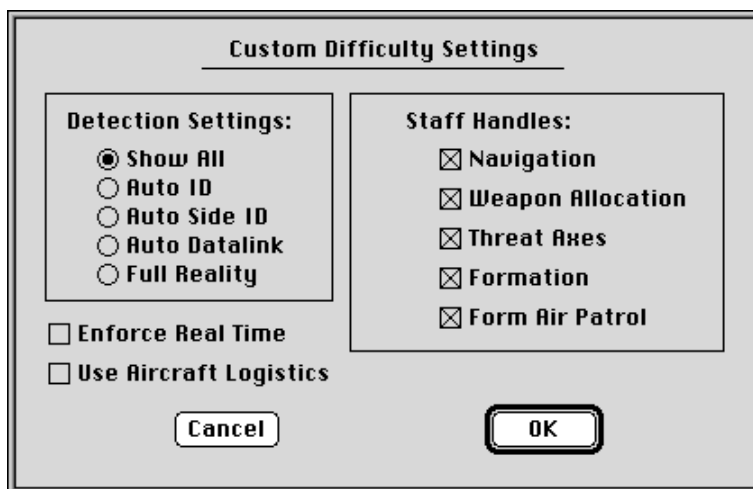 Custom Difficulty Settings
Detection Settings:
Show All
Auto ID
Auto Side ID
Auto Datalink
Full Reality
Enforce Real Time
Use Aircraft Logistics
Staff Handles:
Navigation
Weapon Allocation
Threat Axes
Formation
Form Air Patrol
Cancel
OK